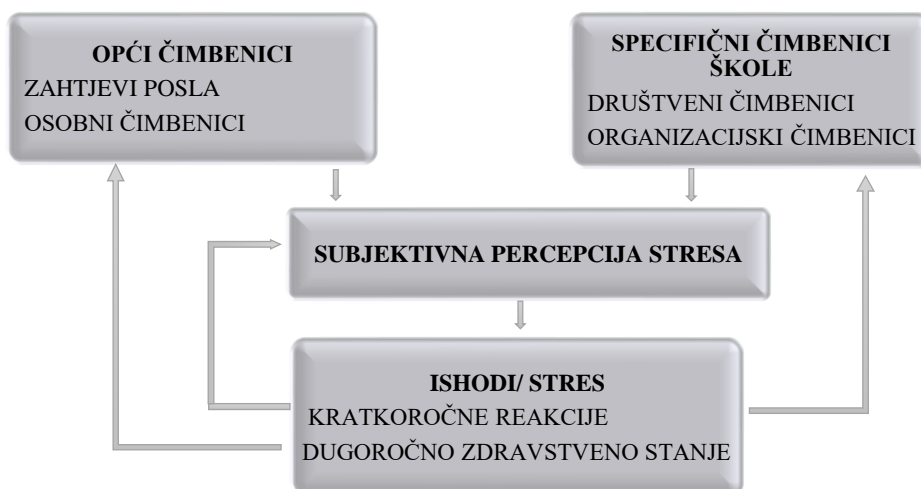 OPĆI ČIMBENICI
ZAHTJEVI POSLA
OSOBNI ČIMBENICI
SPECIFIČNI ČIMBENICI
ŠKOLE
DRUŠTVENI ČIMBENICI
ORGANIZACIJSKI ČIMBENICI
SUBJEKTIVNA PERCEPCIJA STRESA
ISHODI/ STRES
KRATKOROČNE REAKCIJE
DUGOROČNO ZDRAVSTVENO STANJE